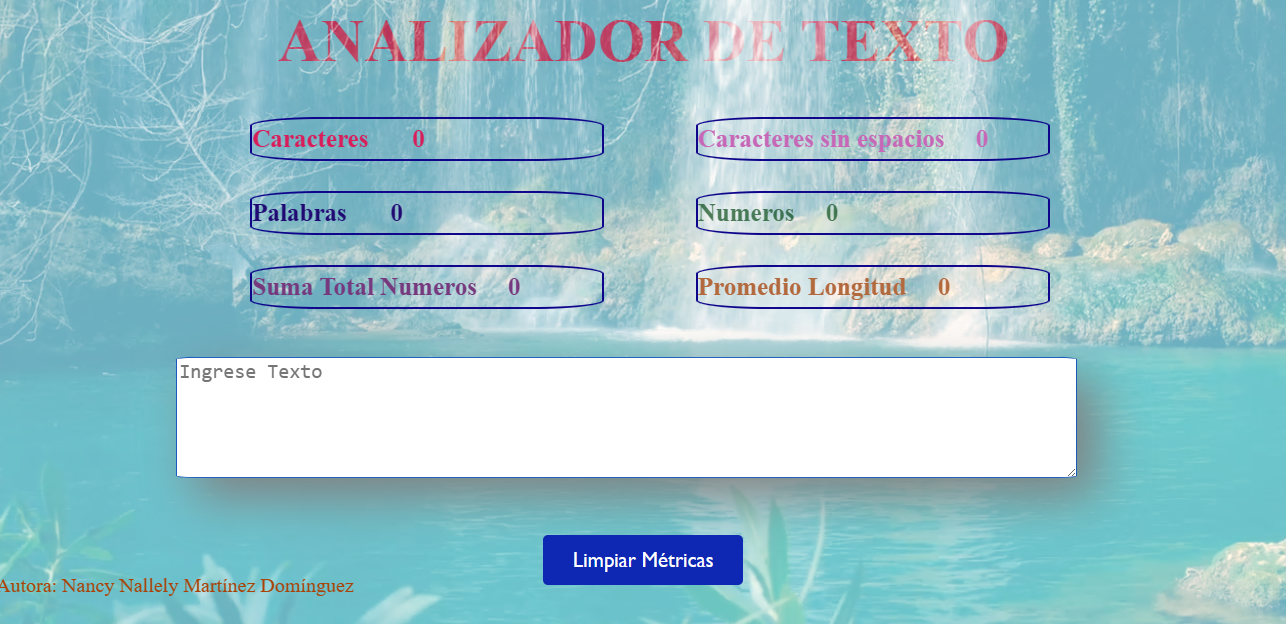 ANALIZADOR DE TEXTO
Caracteres 0
Caracteres sin espacios 0
Palabras 0
Numeros 0
Suma Total Numeros 0
Promedio Longitud 0
Ingrese Texto
Limpiar Métricas
Autora: Nancy Nallely Martínez Domínguez